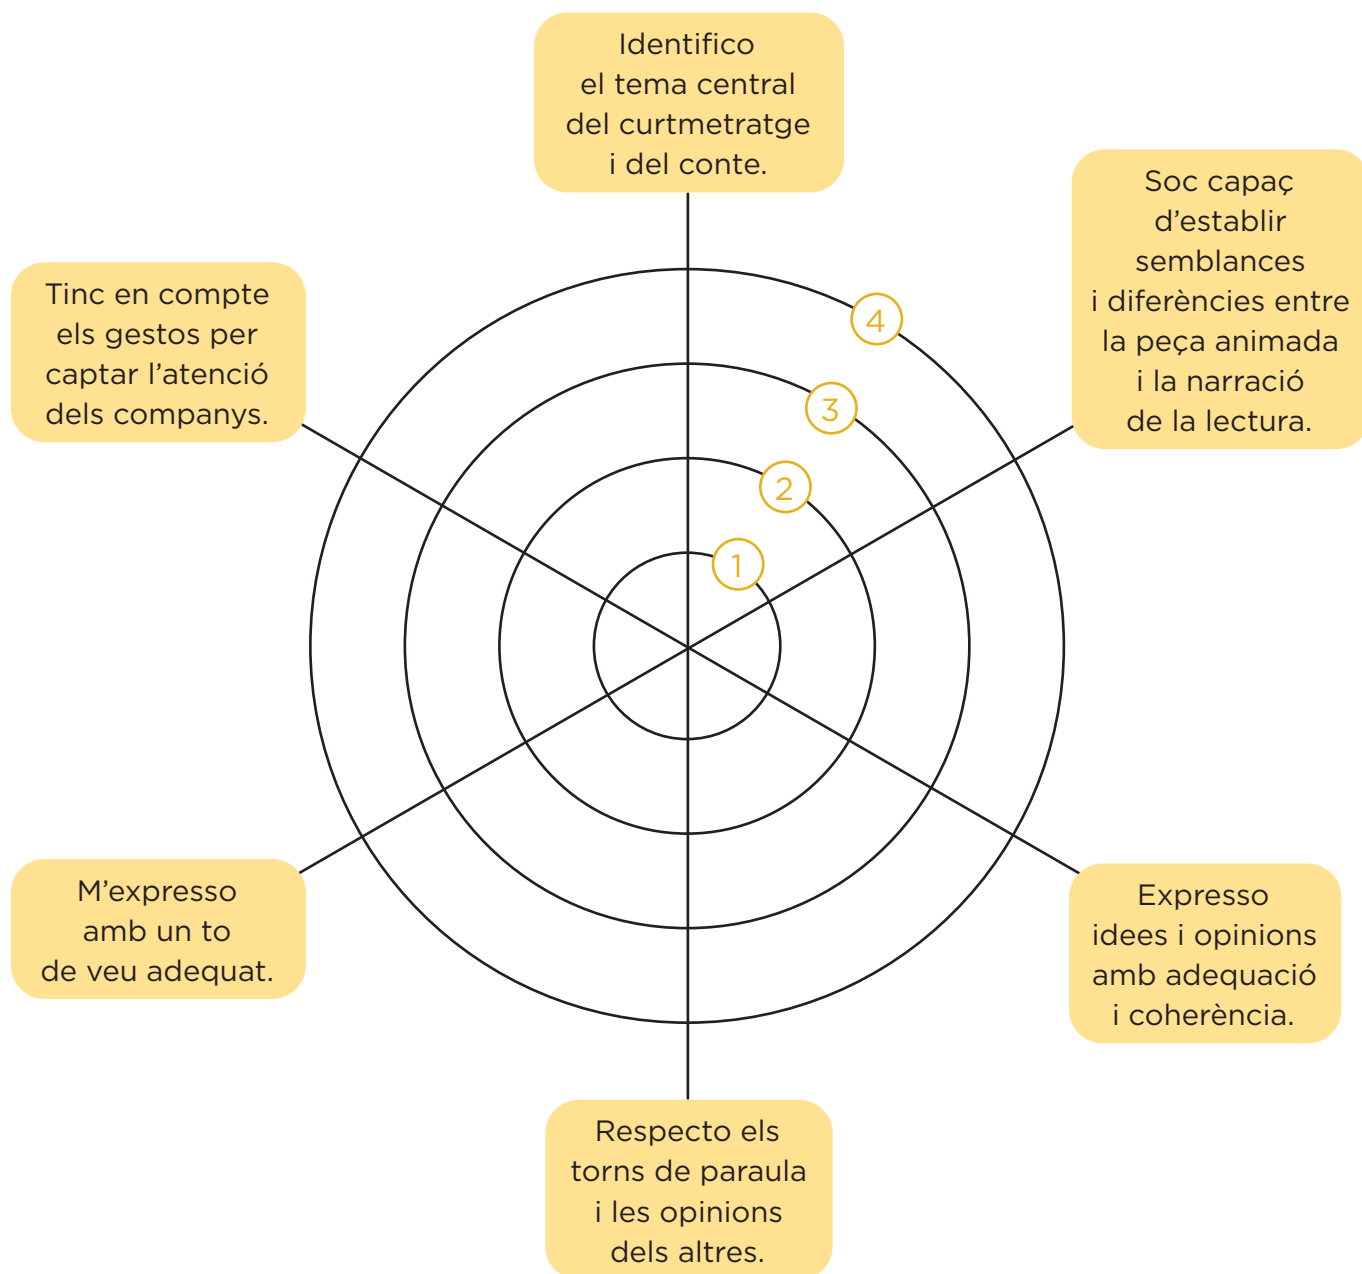 Identifico
el tema central
del curtmetratge
i del conte.
Soc capaç
d'establir
semblances
i diferències entre
la peça animada
i la narració
de la lectura.
Tinc en compte
els gestos per
captar l'atenció
dels companys.
4
3
2
1
M'expresso
amb un to
de veu adequat.
Expresso
idees i opinions
amb adequació
i coherència.
Respecto els
torns de paraula
i les opinions
dels altres.